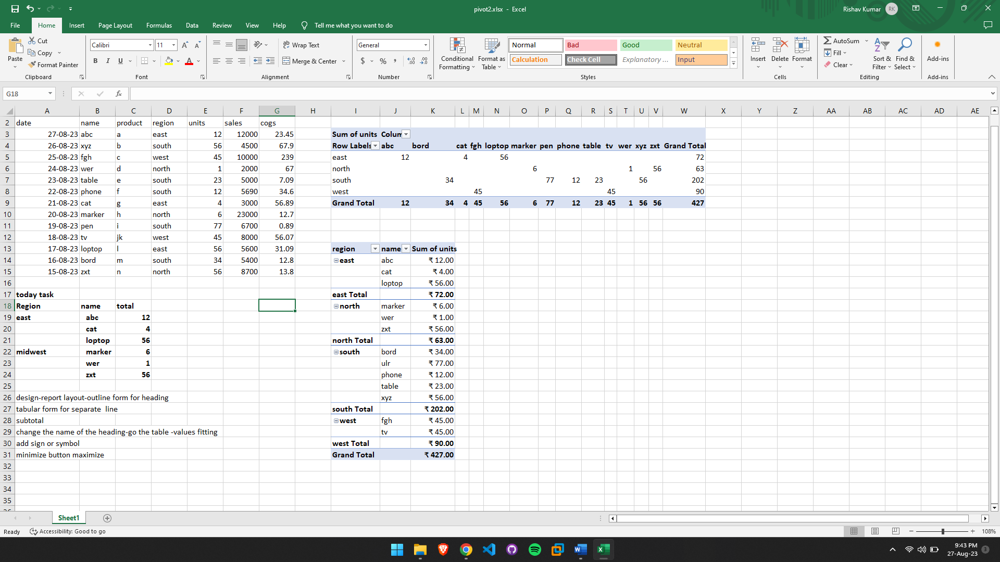 pivot2.xlsx - Excel
Rishav Kumar RK
File Home Insert Page Layout Formulas Data Review View Help Tell me what you want to do
Paste
Cut
Copy
Format Painter
Clipboard
Calibri 11
B I U
Font
Wrap Text
Merge & Center
Alignment
General
$ % ,
Number
Conditional Formatting
Format as Table
Normal Bad Good Neutral
Calculation Check Cell Explanatory ... Input
Styles
Insert Delete Format
Cells
AutoSum
Fill
Clear
Sort & Filter
Find & Select
Editing
Add-ins
Add-ins
G18 fx
A B C D E F G H I J K L M N O P Q R S T U V W X Y Z AA AB AC AD AE
2 date name product region units sales cogs
3 27-08-23 abc a east 12 12000 23.45 Sum of units Colum
4 26-08-23 xyz b south 56 4500 67.9 Row Labels abc bord cat fgh loptop marker pen phone table tv wer xyz zxt Grand Total
5 25-08-23 fgh c west 45 10000 239 east 12 4 56 72
6 24-08-23 wer d north 1 2000 67 north 6 1 56 63
7 23-08-23 table e south 23 5000 7.09 south 34 77 12 23 56 202
8 22-08-23 phone f south 12 5690 34.6 west 45 45 90
9 21-08-23 cat g east 4 3000 56.89 Grand Total 12 34 4 45 56 6 77 12 23 45 1 56 56 427
10 20-08-23 marker h north 6 23000 12.7
11 19-08-23 pen i south 77 6700 0.89
12 18-08-23 tv jk west 45 8000 56.07
13 17-08-23 loptop l east 56 5600 31.09 region name Sum of units
14 16-08-23 bord m south 34 5400 12.8 east abc ₹ 12.00
15 15-08-23 zxt n north 56 8700 13.8 cat ₹ 4.00
16 loptop ₹ 56.00
17 today task east Total ₹ 72.00
18 Region name total north marker ₹ 6.00
19 east abc 12 wer ₹ 1.00
20 cat 4 zxt ₹ 56.00
21 loptop 56 north Total ₹ 63.00
22 midwest marker 6 south bord ₹ 34.00
23 wer 1 ulr ₹ 77.00
24 zxt 56 phone ₹ 12.00
25 table ₹ 23.00
26 design-report layout-outline form for heading xyz ₹ 56.00
27 tabular form for separate line south Total ₹ 202.00
28 subtotal west fgh ₹ 45.00
29 change the name of the heading-go the table -values fitting tv ₹ 45.00
30 add sign or symbol west Total ₹ 90.00
31 minimize button maximize Grand Total ₹ 427.00
32
33
34
35
Sheet1
Ready Accessibility: Good to go 108%
9:43 PM
27-Aug-23 3